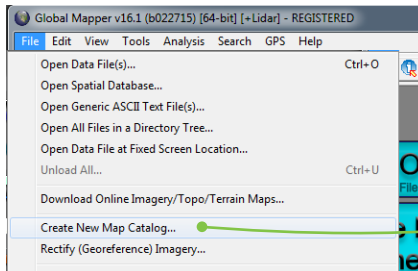 Global Mapper v16.1 (b022715) [64-bit] [+Lidar] - REGISTERED
File Edit View Tools Analysis Search GPS Help
Open Data File(s)... Ctrl+O
Open Spatial Database...
Open Generic ASCII Text File(s)...
Open All Files in a Directory Tree...
Open Data File at Fixed Screen Location...
Unload All... Ctrl+U
Download Online Imagery/Topo/Terrain Maps...
Create New Map Catalog...
Rectify (Georeference) Imagery...
File